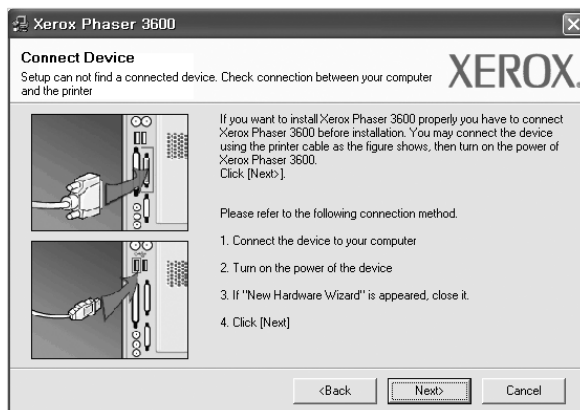 Xerox Phaser 3600
Connect Device
Setup can not find a connected device. Check connection between your computer
and the printer
XEROX.
If you want to install Xerox Phaser 3600 properly you have to connect
Xerox Phaser 3600 before installation. You may connect the device
using the printer cable as the figure shows, then turn on the power of
Xerox Phaser 3600.
Click [Next>].
Please refer to the following connection method.
1. Connect the device to your computer
2. Turn on the power of the device
3. If "New Hardware Wizard" is appeared, close it.
4. Click [Next]
<Back
Next>
Cancel